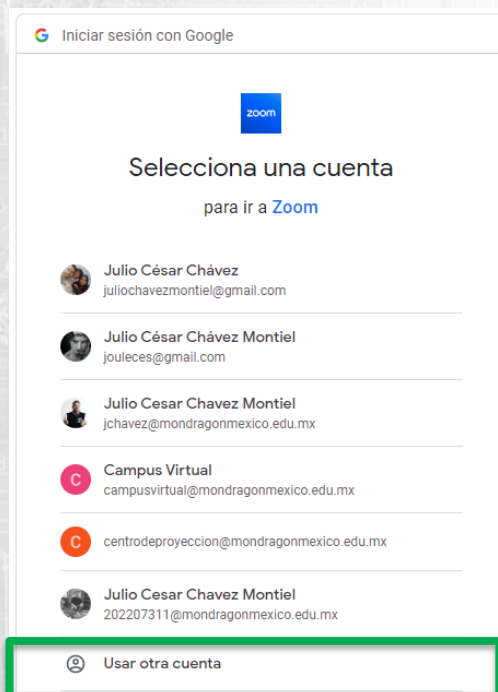 Iniciar sesión con Google
zoom
Selecciona una cuenta
para ir a Zoom
Julio César Chávez
juliochavezmontiel@gmail.com
Julio César Chávez Montiel
jouleces@gmail.com
Julio Cesar Chavez Montiel
jchavez@mondragonmexico.edu.mx
C
Campus Virtual
campusvirtual@mondragonmexico.edu.mx
C
centrodeproyeccion@mondragonmexico.edu.mx
Julio Cesar Chavez Montiel
202207311@mondragonmexico.edu.mx
Usar otra cuenta